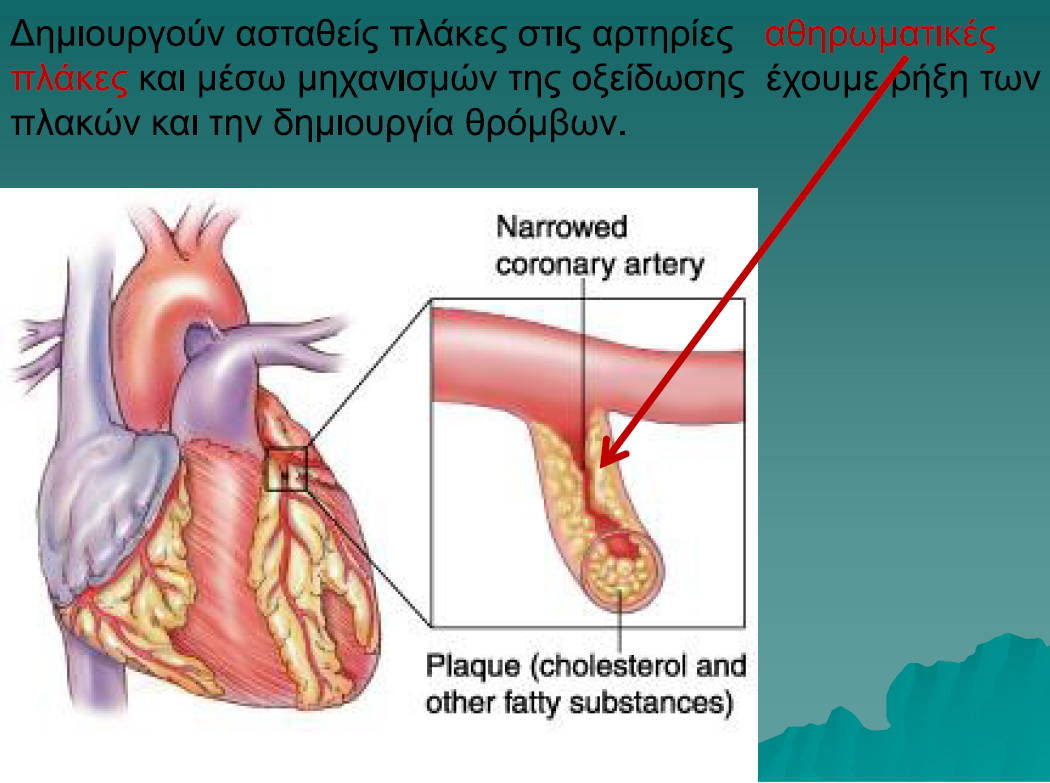 Δημιουργούν ασταθείς πλάκες στις αρτηρίες αθηρωματικές
πλάκες και μέσω μηχανισμών της οξείδωσης έχουμε ρήξη των
πλακών και την δημιουργία θρόμβων.
Narrowed
coronary artery
Plaque (cholesterol and
other fatty substances)